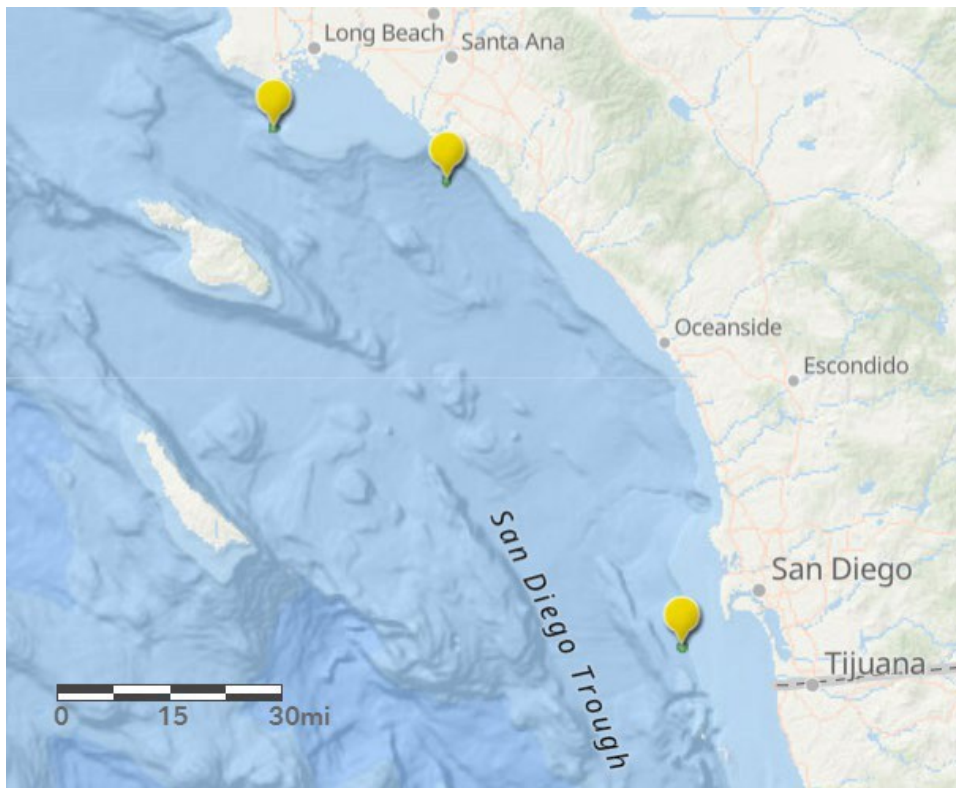 Long Beach
Santa Ana
Oceanside
Escondido
San Diego Trough
San Diego
Tijuana
0 15 30mi